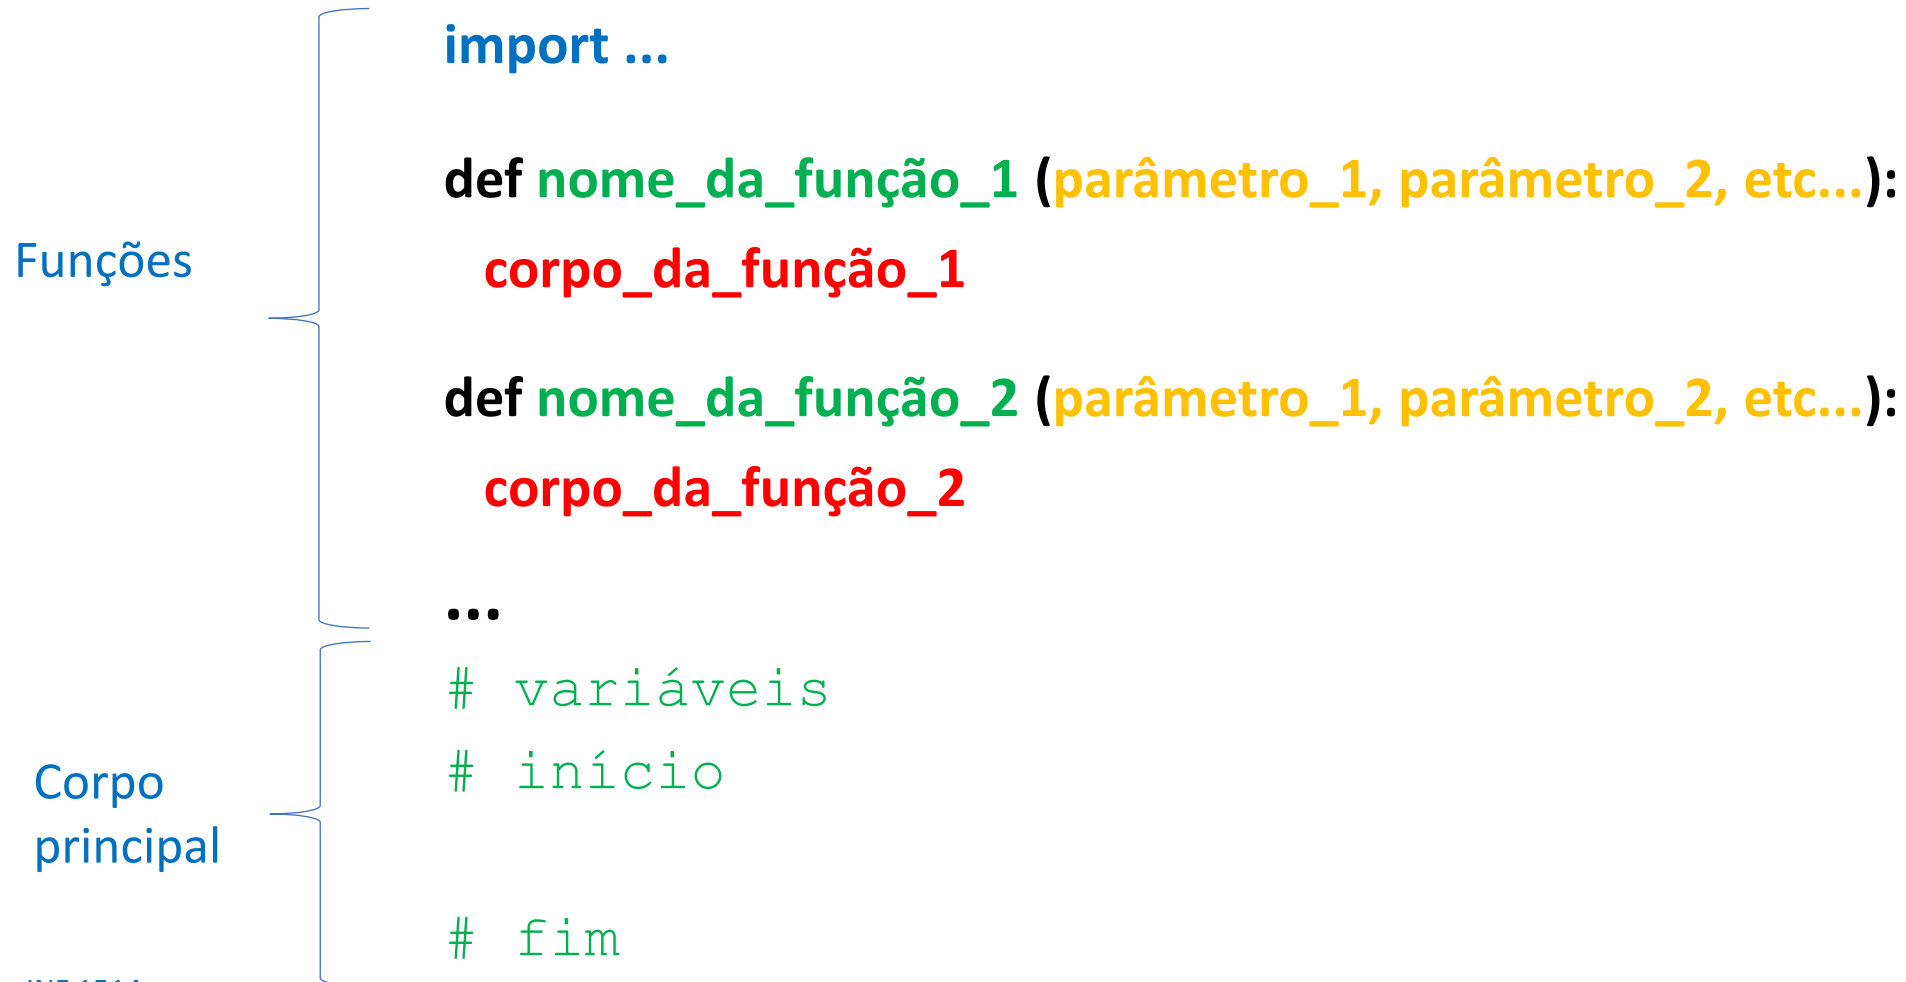 import ...
def nome_da_função_1 (parâmetro_1, parâmetro_2, etc...):
Funções
corpo_da_função_1
def nome_da_função_2 (parâmetro_1, parâmetro_2, etc...):
corpo_da_função_2
...
# variáveis
# início
Corpo
principal
# fim